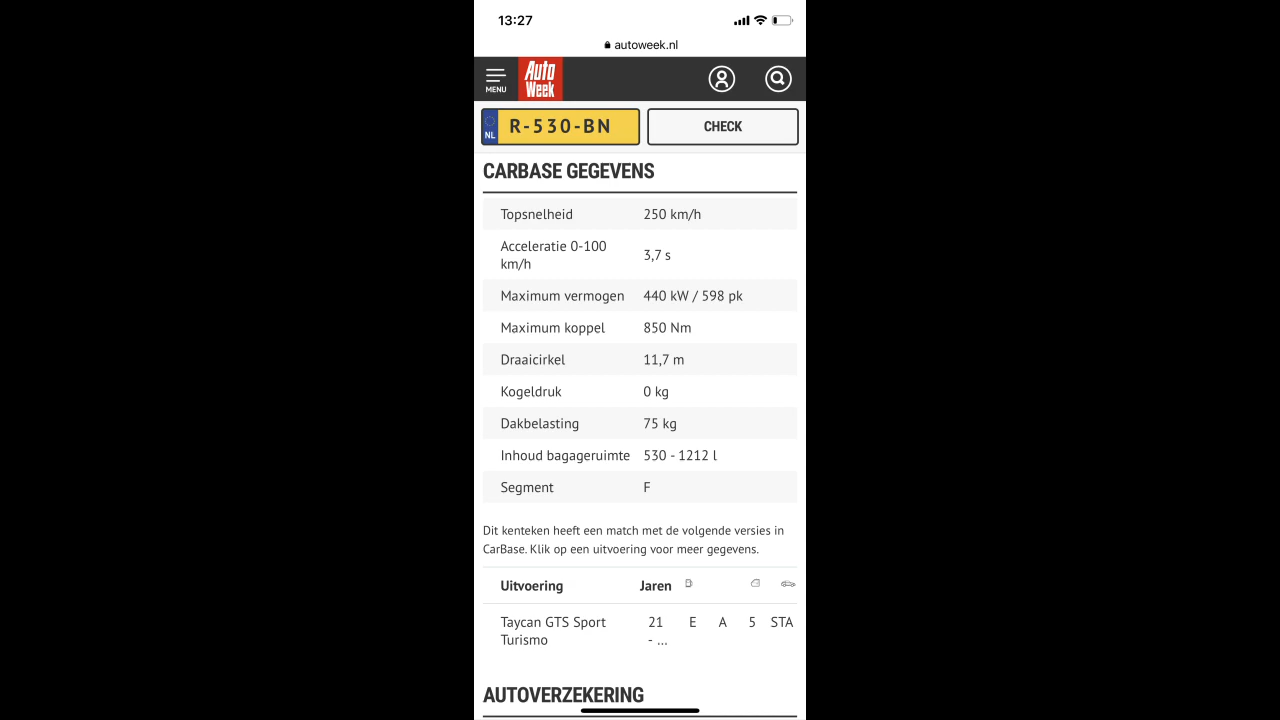 13:27
autoweek.nl
MENU
Auto
Week
NL
R-530-BN
CHECK
CARBASE GEGEVENS
Topsnelheid 250 km/h
Acceleratie 0-100
km/h
3,7 s
Maximum vermogen 440 kW / 598 pk
Maximum koppel 850 Nm
Draaicirkel 11,7 m
Kogeldruk 0 kg
Dakbelasting 75 kg
Inhoud bagageruimte 530 - 1212 l
Segment F
Dit kenteken heeft een match met de volgende versies in
CarBase. Klik op een uitvoering voor meer gegevens.
Uitvoering Jaren
Taycan GTS Sport 21 E A 5 STA
Turismo - ...
AUTOVERZEKERING